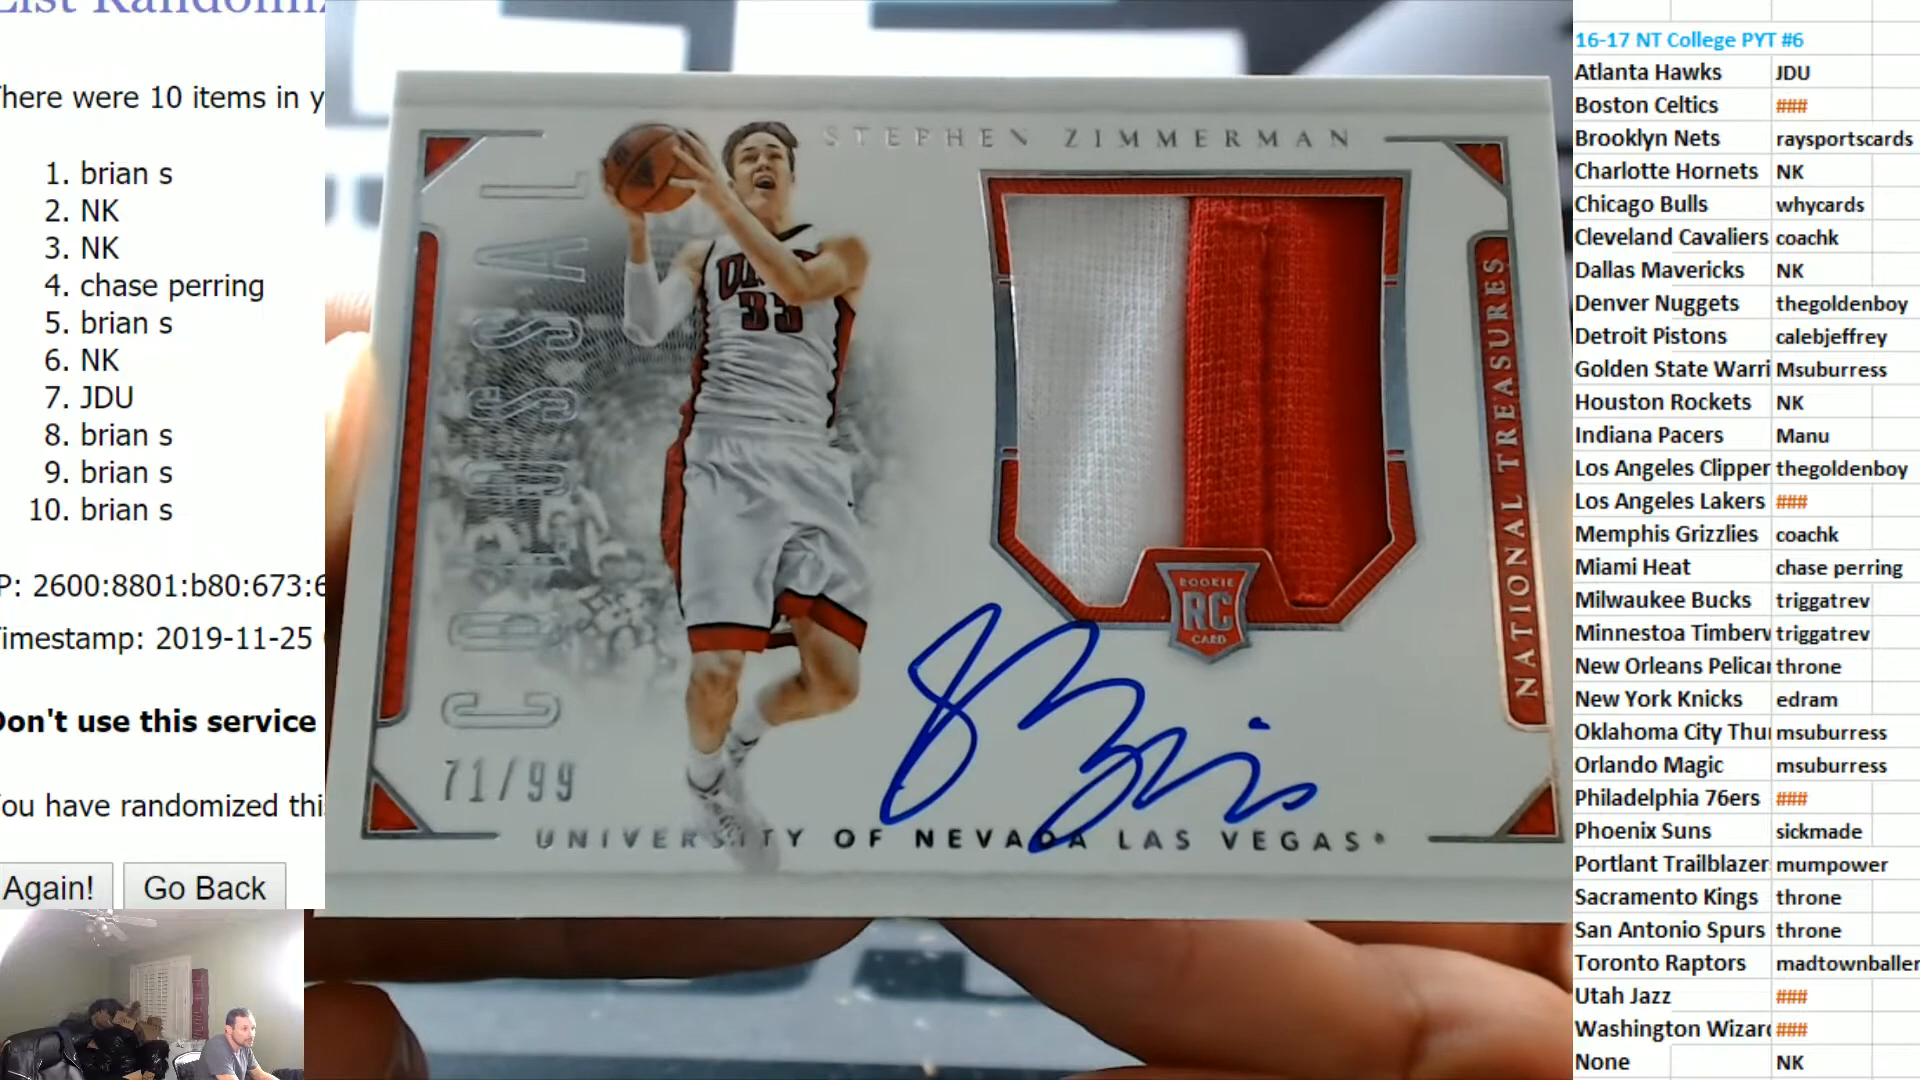 List Randomiz
here were 10 items in y
1. brian s
2. NK
3. NK
4. chase perring
5. brian s
6. NK
7. JDU
8. brian s
9. brian s
10. brian s
P: 2600:8801:b80:673:6
imestamp: 2019-11-25
Don't use this service
ou have randomized this
Again! Go Back
STEPHEN ZIMMERMAN
COLOSSAL
33
NATIONAL TREASURES
ROOKIE
RC
CARD
71/99
UNIVERSITY OF NEVADA LAS VEGAS
16-17 NT College PYT #6
Atlanta Hawks JDU
Boston Celtics ###
Brooklyn Nets raysportscards
Charlotte Hornets NK
Chicago Bulls whycards
Cleveland Cavaliers coachk
Dallas Mavericks NK
Denver Nuggets thegoldenboy
Detroit Pistons calebjeffrey
Golden State Warri Msuburress
Houston Rockets NK
Indiana Pacers Manu
Los Angeles Clipper thegoldenboy
Los Angeles Lakers ###
Memphis Grizzlies coachk
Miami Heat chase perring
Milwaukee Bucks triggatrev
Minnestoa Timberv triggatrev
New Orleans Pelicar throne
New York Knicks edram
Oklahoma City Thu msuburress
Orlando Magic msuburress
Philadelphia 76ers ###
Phoenix Suns sickmade
Portlant Trailblazer mumpower
Sacramento Kings throne
San Antonio Spurs throne
Toronto Raptors madtownballer
Utah Jazz ###
Washington Wizard ###
None NK